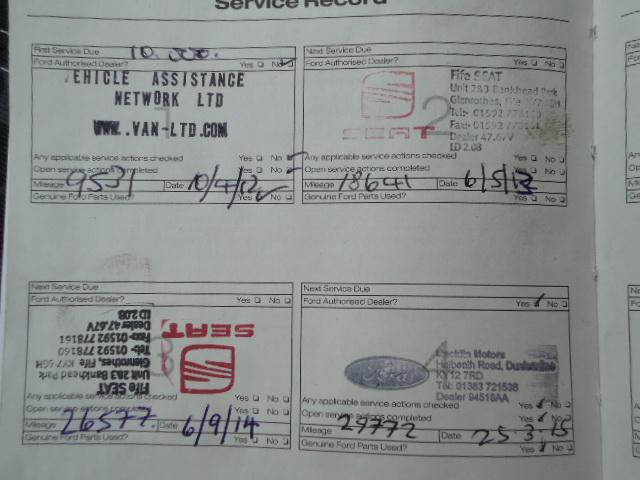 Service Record
First Service Due 10,000.
Ford Authorised Dealer? Yes No
VEHICLE ASSISTANCE
NETWORK LTD
1
WWW.VAN-LTD.COM
Any applicable service actions checked Yes No
Open service actions completed Yes No
Mileage 9531 Date 10/4/12
Genuine Ford Parts Used? Yes No
Next Service Due
Ford Authorised Dealer? Yes No
Fife SEAT
Unit 2&3 Bankhead Park
Glenrothes, Fife
Tel:- 01592 778160
2
SEAT
Fax:- 01592 778161
Dealer 47.67V
LD 2.08
Any applicable service actions checked Yes No
Open service actions completed Yes No
Mileage 18641 Date 6/5/13
Genuine Ford Parts Used? Yes No
Next Service Due
Ford Authorised Dealer? Yes No
3
SEAT
Fife SEAT
Unit 2&3 Bankhead Park
Glenrothes, Fife KY7 6GH
Tel:- 01592 778160
Fax:- 01592 778161
Dealer 47.67V
LD 2.08
Any applicable service actions checked Yes No
Open service actions completed Yes No
Mileage 26577. Date 6/9/14
Genuine Ford Parts Used? Yes No
Next Service Due
Ford Authorised Dealer? Yes No
4
Ford
Motors
Road, Dunfermline
KY12 7RD
Tel: 01383 721536
Dealer 94518AA
Any applicable service actions checked Yes No
Open service actions completed Yes No
Mileage 29772 Date 25.3.15
Genuine Ford Parts Used? Yes No